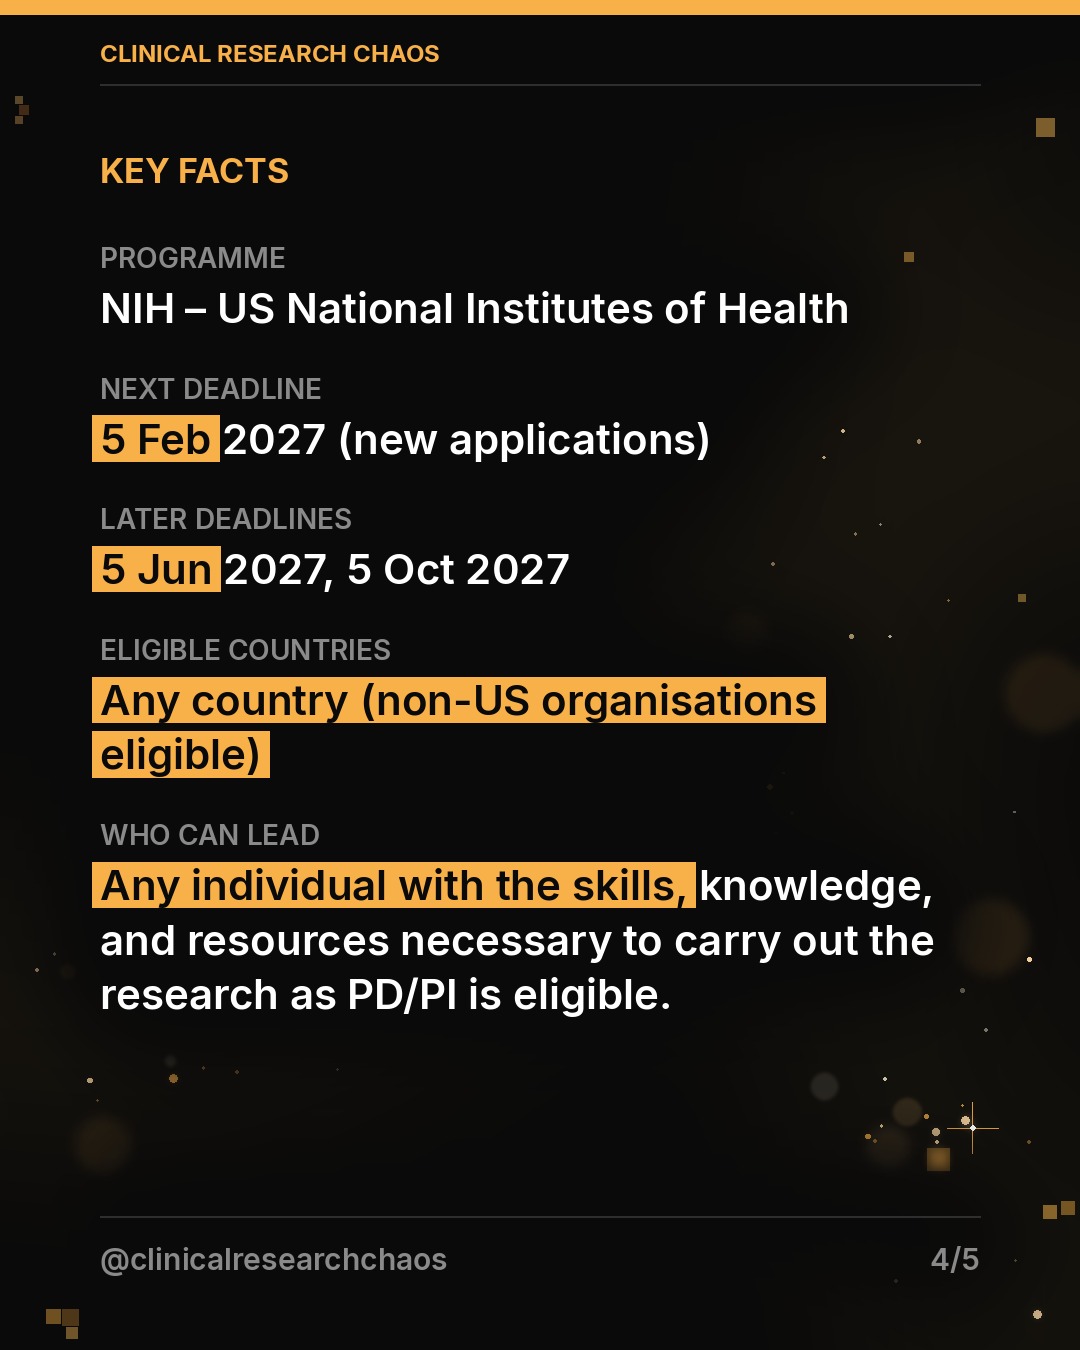 CLINICAL RESEARCH CHAOS
KEY FACTS
PROGRAMME
NIH – US National Institutes of Health
NEXT DEADLINE
5 Feb 2027 (new applications)
LATER DEADLINES
5 Jun 2027, 5 Oct 2027
ELIGIBLE COUNTRIES
Any country (non-US organisations
eligible)
WHO CAN LEAD
Any individual with the skills, knowledge,
and resources necessary to carry out the
research as PD/PI is eligible.
@clinicalresearchchaos
4/5